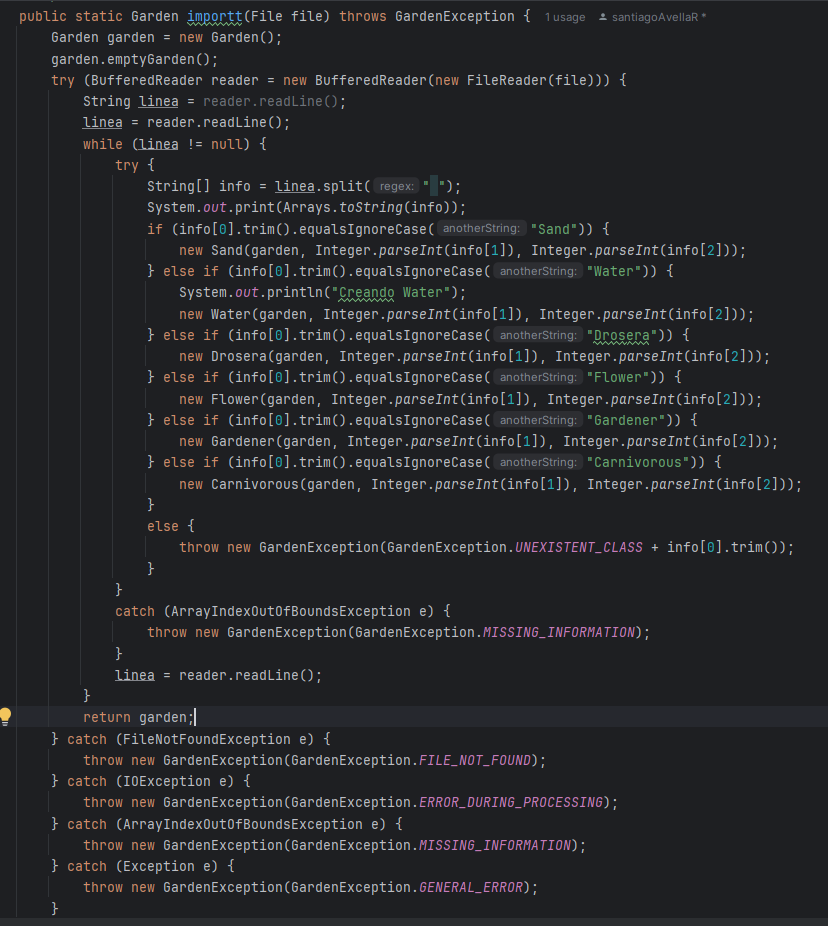 public static Garden importt(File file) throws GardenException {  1 usage  santiagoAvellaR *
    Garden garden = new Garden();
    garden.emptyGarden();
    try (BufferedReader reader = new BufferedReader(new FileReader(file))) {
        String linea = reader.readLine();
        linea = reader.readLine();
        while (linea != null) {
            try {
                String[] info = linea.split( regex: " ");
                System.out.print(Arrays.toString(info));
                if (info[0].trim().equalsIgnoreCase( anotherString: "Sand")) {
                    new Sand(garden, Integer.parseInt(info[1]), Integer.parseInt(info[2]));
                } else if (info[0].trim().equalsIgnoreCase( anotherString: "Water")) {
                    System.out.println("Creando Water");
                    new Water(garden, Integer.parseInt(info[1]), Integer.parseInt(info[2]));
                } else if (info[0].trim().equalsIgnoreCase( anotherString: "Drosera")) {
                    new Drosera(garden, Integer.parseInt(info[1]), Integer.parseInt(info[2]));
                } else if (info[0].trim().equalsIgnoreCase( anotherString: "Flower")) {
                    new Flower(garden, Integer.parseInt(info[1]), Integer.parseInt(info[2]));
                } else if (info[0].trim().equalsIgnoreCase( anotherString: "Gardener")) {
                    new Gardener(garden, Integer.parseInt(info[1]), Integer.parseInt(info[2]));
                } else if (info[0].trim().equalsIgnoreCase( anotherString: "Carnivorous")) {
                    new Carnivorous(garden, Integer.parseInt(info[1]), Integer.parseInt(info[2]));
                }
                else {
                    throw new GardenException(GardenException.UNEXISTENT_CLASS + info[0].trim());
                }
            }
            catch (ArrayIndexOutOfBoundsException e) {
                throw new GardenException(GardenException.MISSING_INFORMATION);
            }
            linea = reader.readLine();
        }
        return garden;
    } catch (FileNotFoundException e) {
        throw new GardenException(GardenException.FILE_NOT_FOUND);
    } catch (IOException e) {
        throw new GardenException(GardenException.ERROR_DURING_PROCESSING);
    } catch (ArrayIndexOutOfBoundsException e) {
        throw new GardenException(GardenException.MISSING_INFORMATION);
    } catch (Exception e) {
        throw new GardenException(GardenException.GENERAL_ERROR);
    }